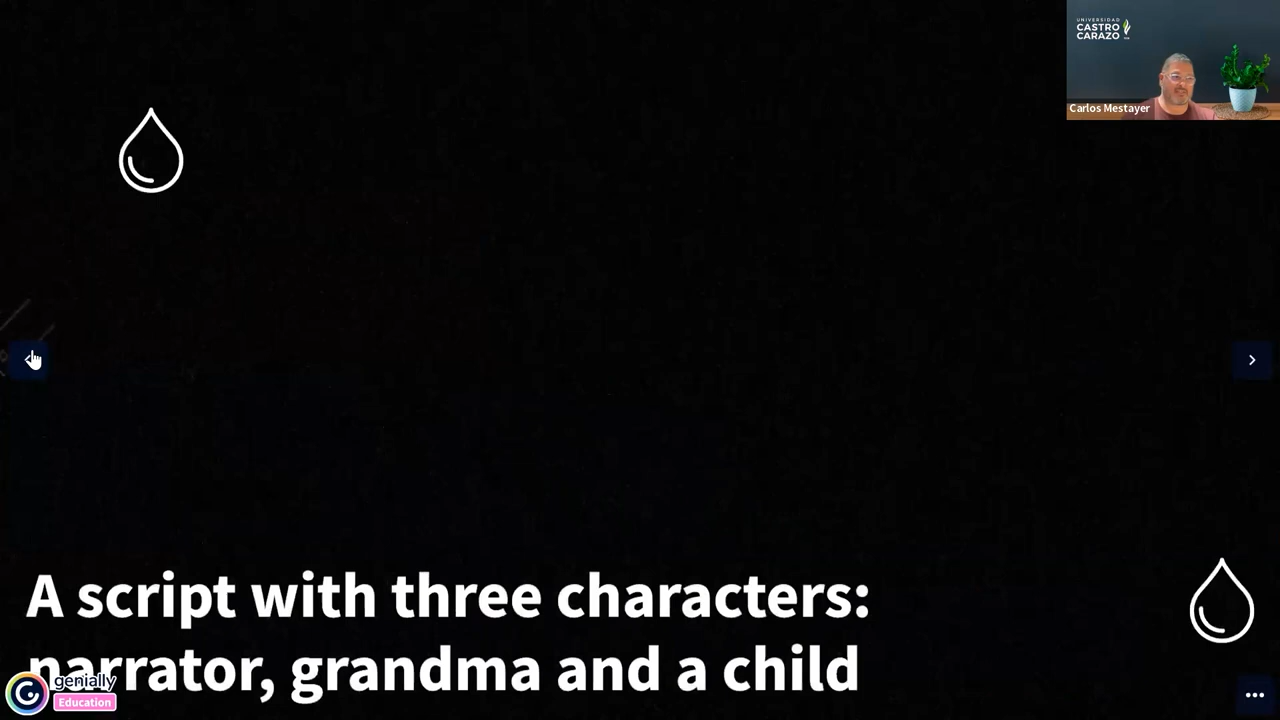 UNIVERSIDAD
CASTRO
CARAZO
Carlos Mestayer
A script with three characters:
narrator, grandma and a child
genially
Education